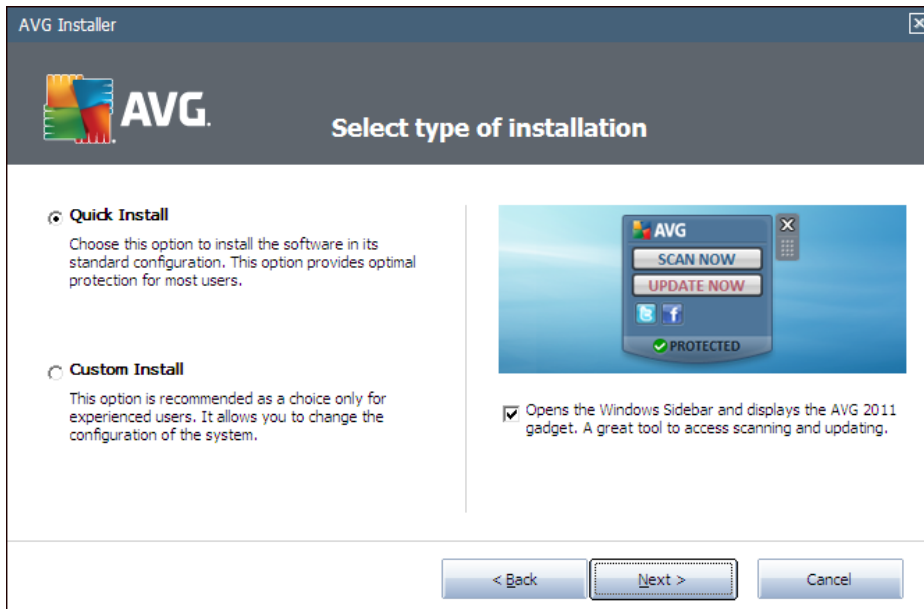 AVG Installer
AVG.
Select type of installation
Quick Install
Choose this option to install the software in its
standard configuration. This option provides optimal
protection for most users.
Custom Install
This option is recommended as a choice only for
experienced users. It allows you to change the
configuration of the system.
AVG
SCAN NOW
UPDATE NOW
PROTECTED
Opens the Windows Sidebar and displays the AVG 2011
gadget. A great tool to access scanning and updating.
< Back
Next >
Cancel